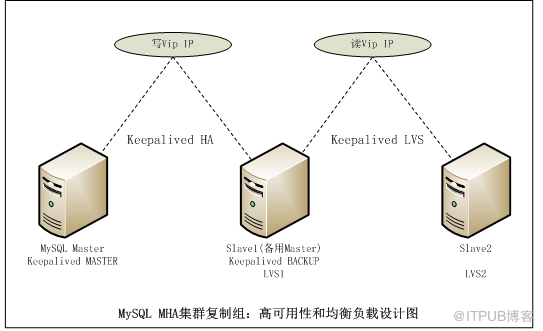 写Vip IP
读Vip IP
Keepalived HA
Keepalived LVS
MySQL Master
Keepalived MASTER
Slave1(备用Master)
Keepalived BACKUP
LVS1
Slave2
LVS2
MySQL MHA集群复制组：高可用性和均衡负载设计图
@ITPUB博客